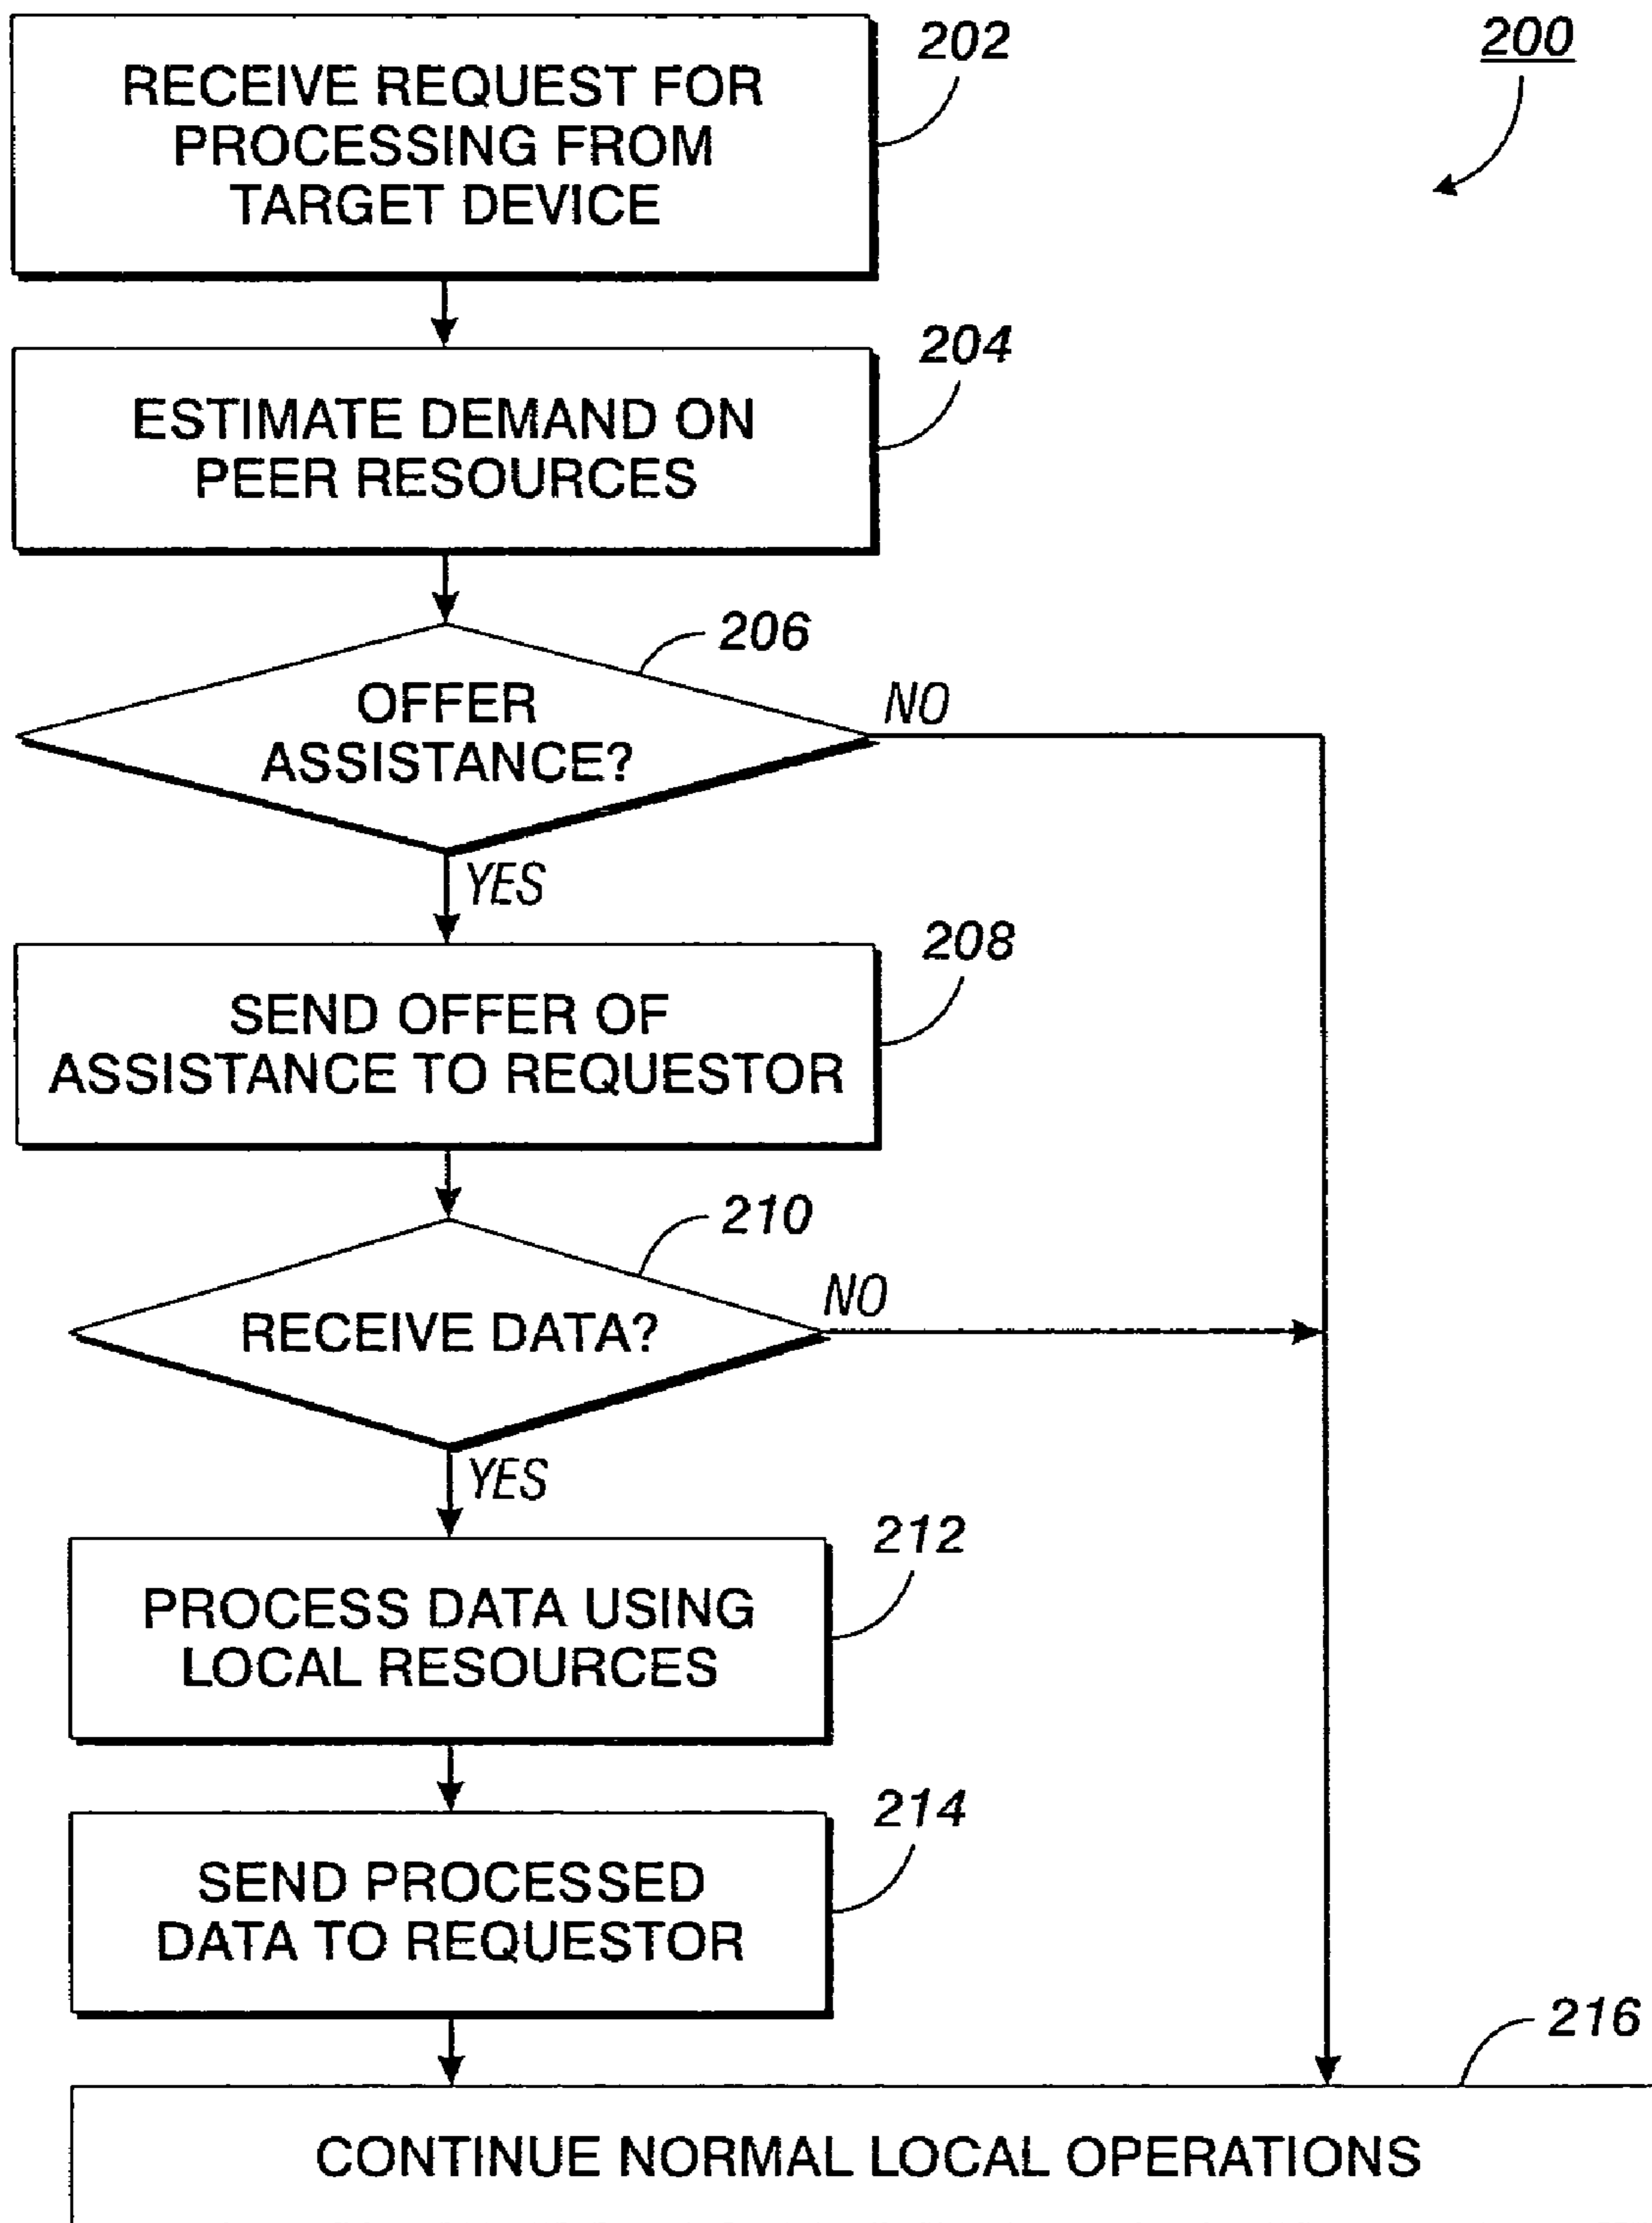 202
200
RECEIVE REQUEST FOR
PROCESSING FROM
TARGET DEVICE
204
ESTIMATE DEMAND ON
PEER RESOURCES
206
OFFER
ASSISTANCE?
NO
YES
208
SEND OFFER OF
ASSISTANCE TO REQUESTOR
210
RECEIVE DATA?
NO
YES
212
PROCESS DATA USING
LOCAL RESOURCES
214
SEND PROCESSED
DATA TO REQUESTOR
216
CONTINUE NORMAL LOCAL OPERATIONS